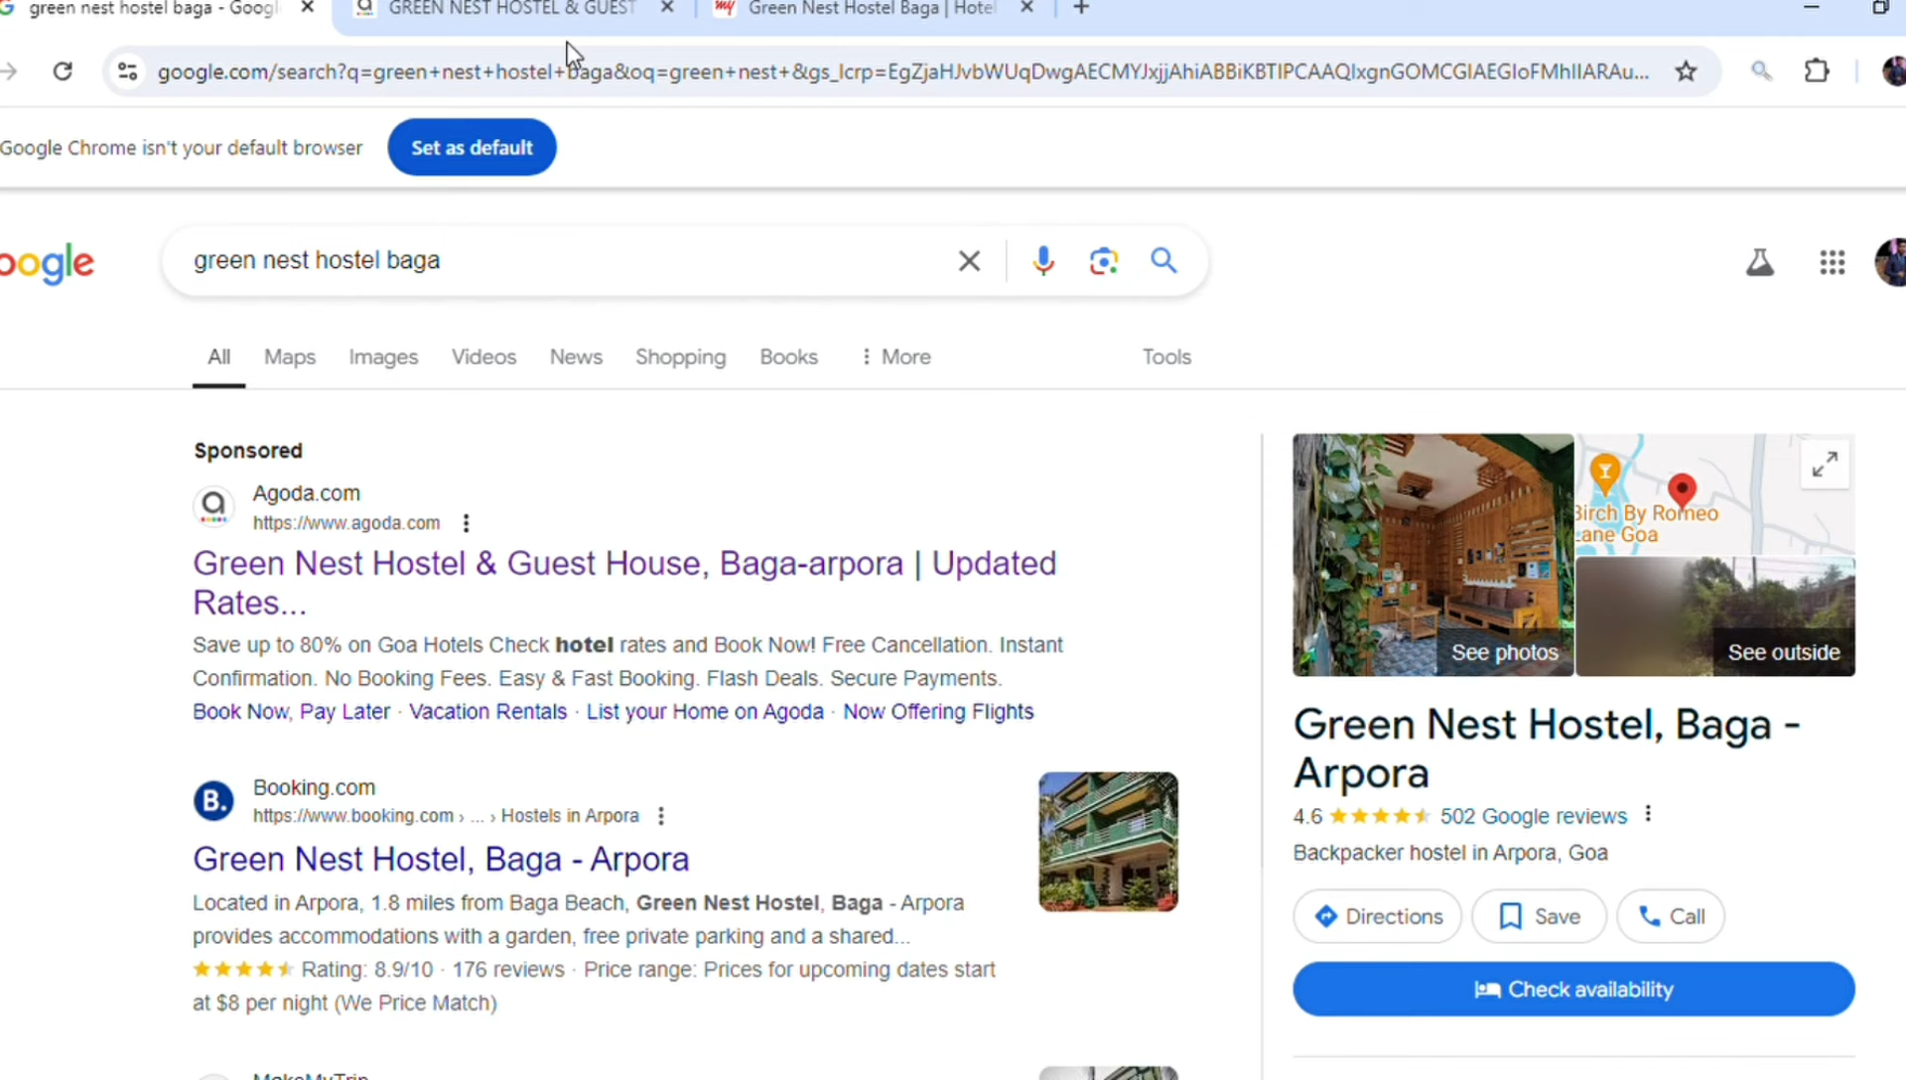 green nest hostel baga - Googl
GREEN NEST HOSTEL & GUEST
my Green Nest Hostel Baga | Hotel
google.com/search?q=green+nest+hostel+baga&oq=green+nest+&gs_lcrp=EgZjaHJvbWUqDwgAECMYJxjjAhiABBiKBTIPCAAQIxgnGOMCGIAEGIoFMhIIARAu...
Google Chrome isn't your default browser
Set as default
oogle
green nest hostel baga
All Maps Images Videos News Shopping Books More Tools
Sponsored
Agoda.com
https://www.agoda.com
Green Nest Hostel & Guest House, Baga-arpora | Updated
Rates...
Save up to 80% on Goa Hotels Check hotel rates and Book Now! Free Cancellation. Instant
Confirmation. No Booking Fees. Easy & Fast Booking. Flash Deals. Secure Payments.
Book Now, Pay Later · Vacation Rentals · List your Home on Agoda · Now Offering Flights
B. Booking.com
https://www.booking.com › ... › Hostels in Arpora
Green Nest Hostel, Baga - Arpora
Located in Arpora, 1.8 miles from Baga Beach, Green Nest Hostel, Baga - Arpora
provides accommodations with a garden, free private parking and a shared...
Rating: 8.9/10 · 176 reviews · Price range: Prices for upcoming dates start
at $8 per night (We Price Match)
MakeMyTrip
Birch By Romeo
Lane Goa
See photos
See outside
Green Nest Hostel, Baga -
Arpora
4.6 502 Google reviews
Backpacker hostel in Arpora, Goa
Directions Save Call
Check availability